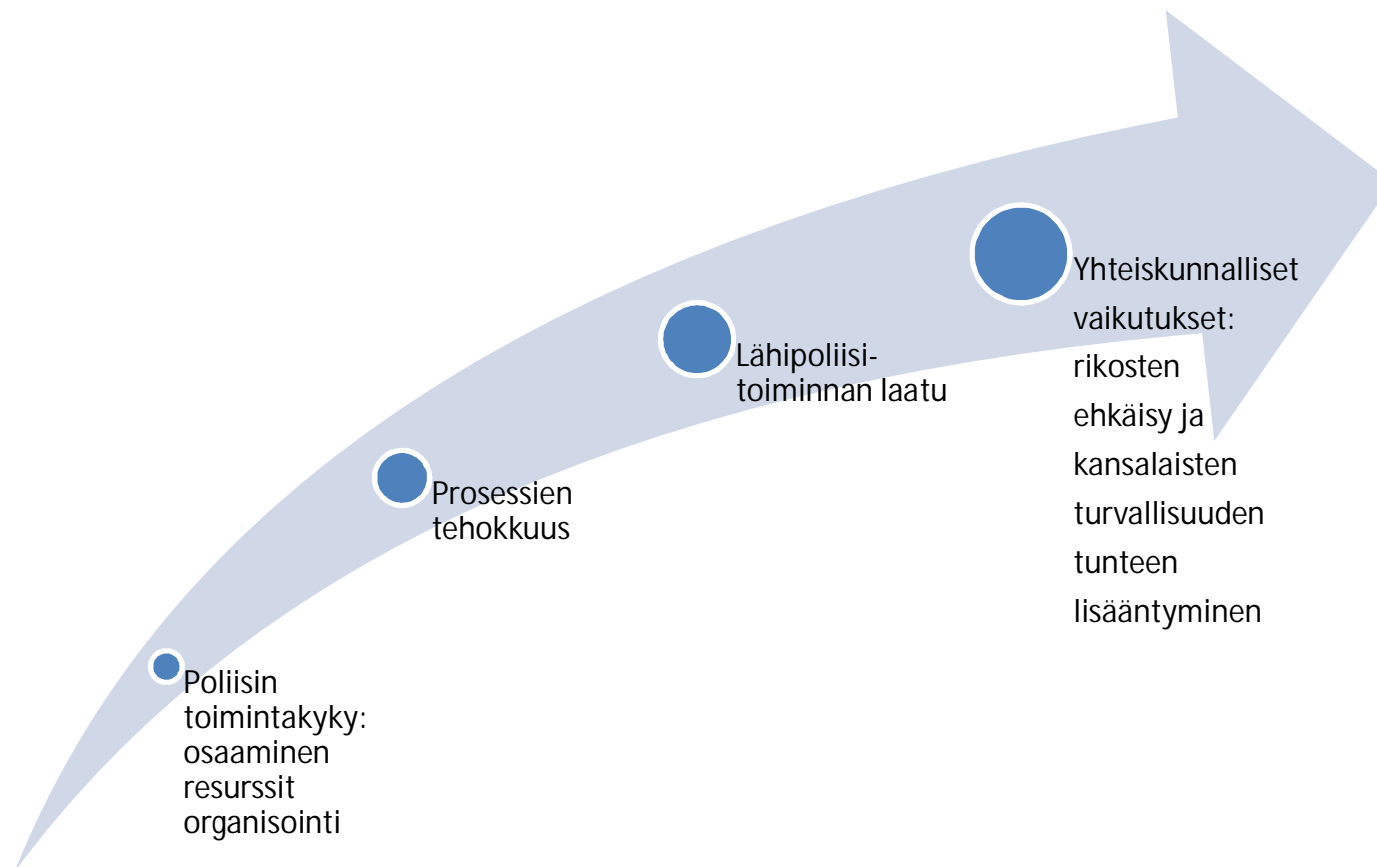 Poliisin
toimintakyky:
osaaminen
resurssit
organisointi
Prosessien
tehokkuus
Lähipoliisi-
toiminnan laatu
Yhteiskunnalliset
vaikutukset:
rikosten
ehkäisy ja
kansalaisten
turvallisuuden
tunteen
lisääntyminen